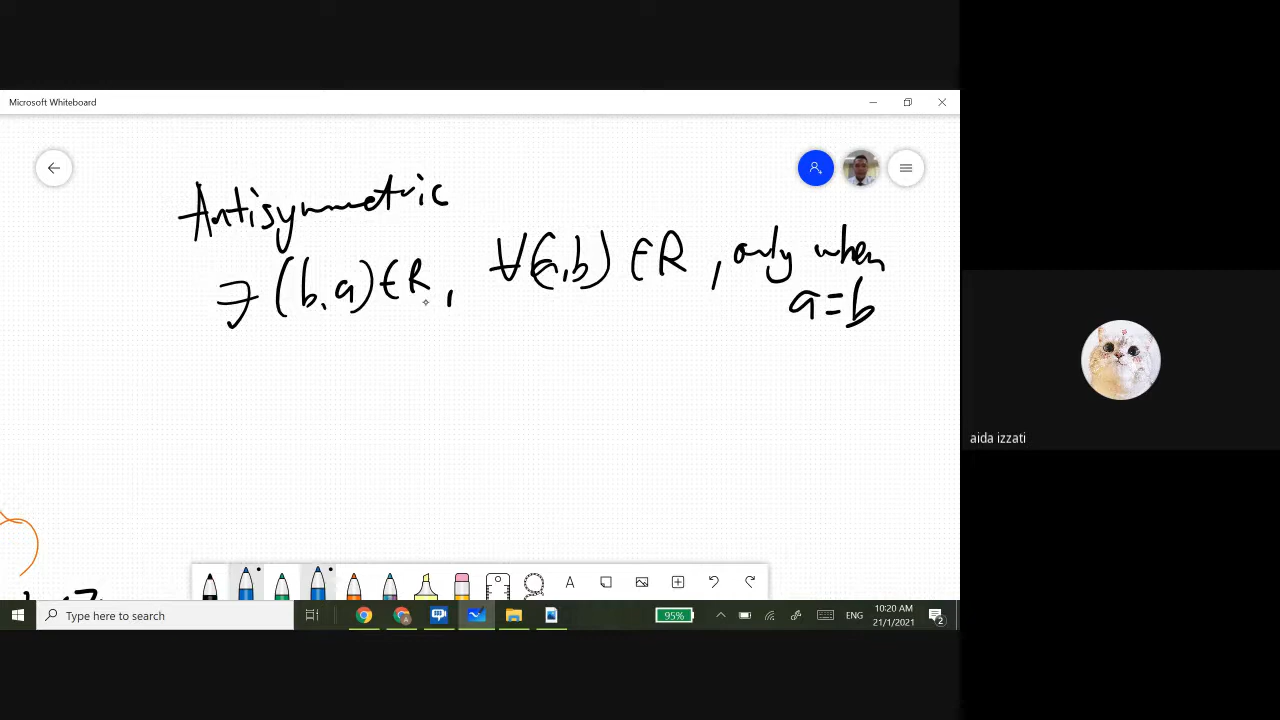 Microsoft Whiteboard
Antisymmetric
∃ (b,a) ∈ R , ∀(a,b) ∈ R , only when
a = b
aida izzati
A
Type here to search
95%
ENG
10:20 AM
21/1/2021
2